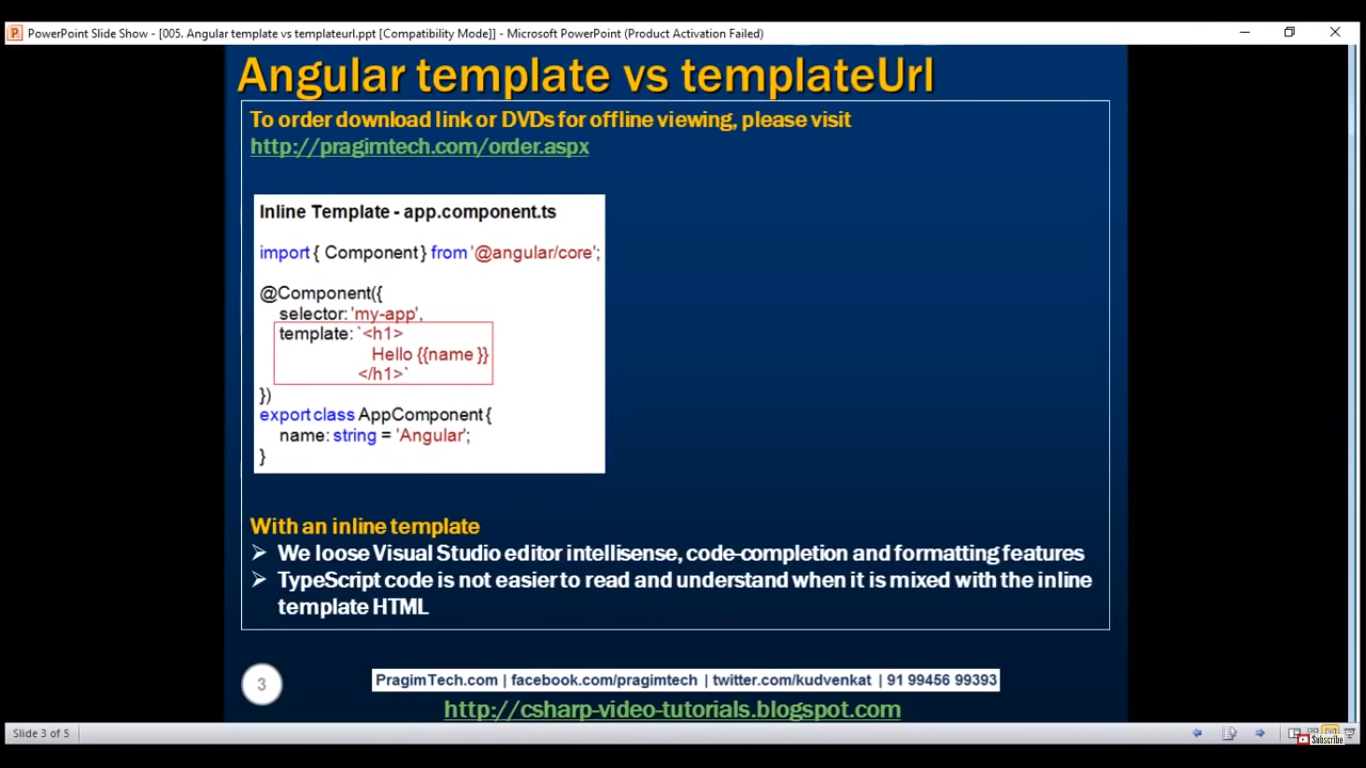 PowerPoint Slide Show - [005. Angular template vs templateurl.ppt [Compatibility Mode]] - Microsoft PowerPoint (Product Activation Failed)
Angular template vs templateUrl
To order download link or DVDs for offline viewing, please visit
http://pragimtech.com/order.aspx
Inline Template - app.component.ts
import { Component } from '@angular/core';
@Component({
selector: 'my-app',
template: `<h1>
Hello {{name }}
</h1>`
})
export class AppComponent {
name: string = 'Angular';
}
With an inline template
➢ We loose Visual Studio editor intellisense, code-completion and formatting features
➢ TypeScript code is not easier to read and understand when it is mixed with the inline
template HTML
3
PragimTech.com | facebook.com/pragimtech | twitter.com/kudvenkat | 91 99456 99393
http://csharp-video-tutorials.blogspot.com
Slide 3 of 5
Subscribe